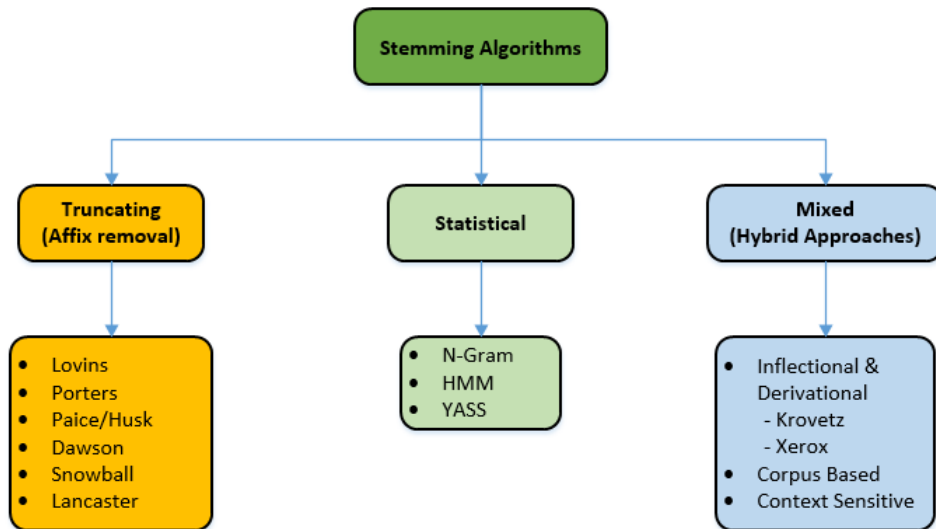 Stemming Algorithms
Truncating
(Affix removal)
Statistical
Mixed
(Hybrid Approaches)
• Lovins
• Porters
• Paice/Husk
• Dawson
• Snowball
• Lancaster
• N-Gram
• HMM
• YASS
• Inflectional &
Derivational
- Krovetz
- Xerox
• Corpus Based
• Context Sensitive